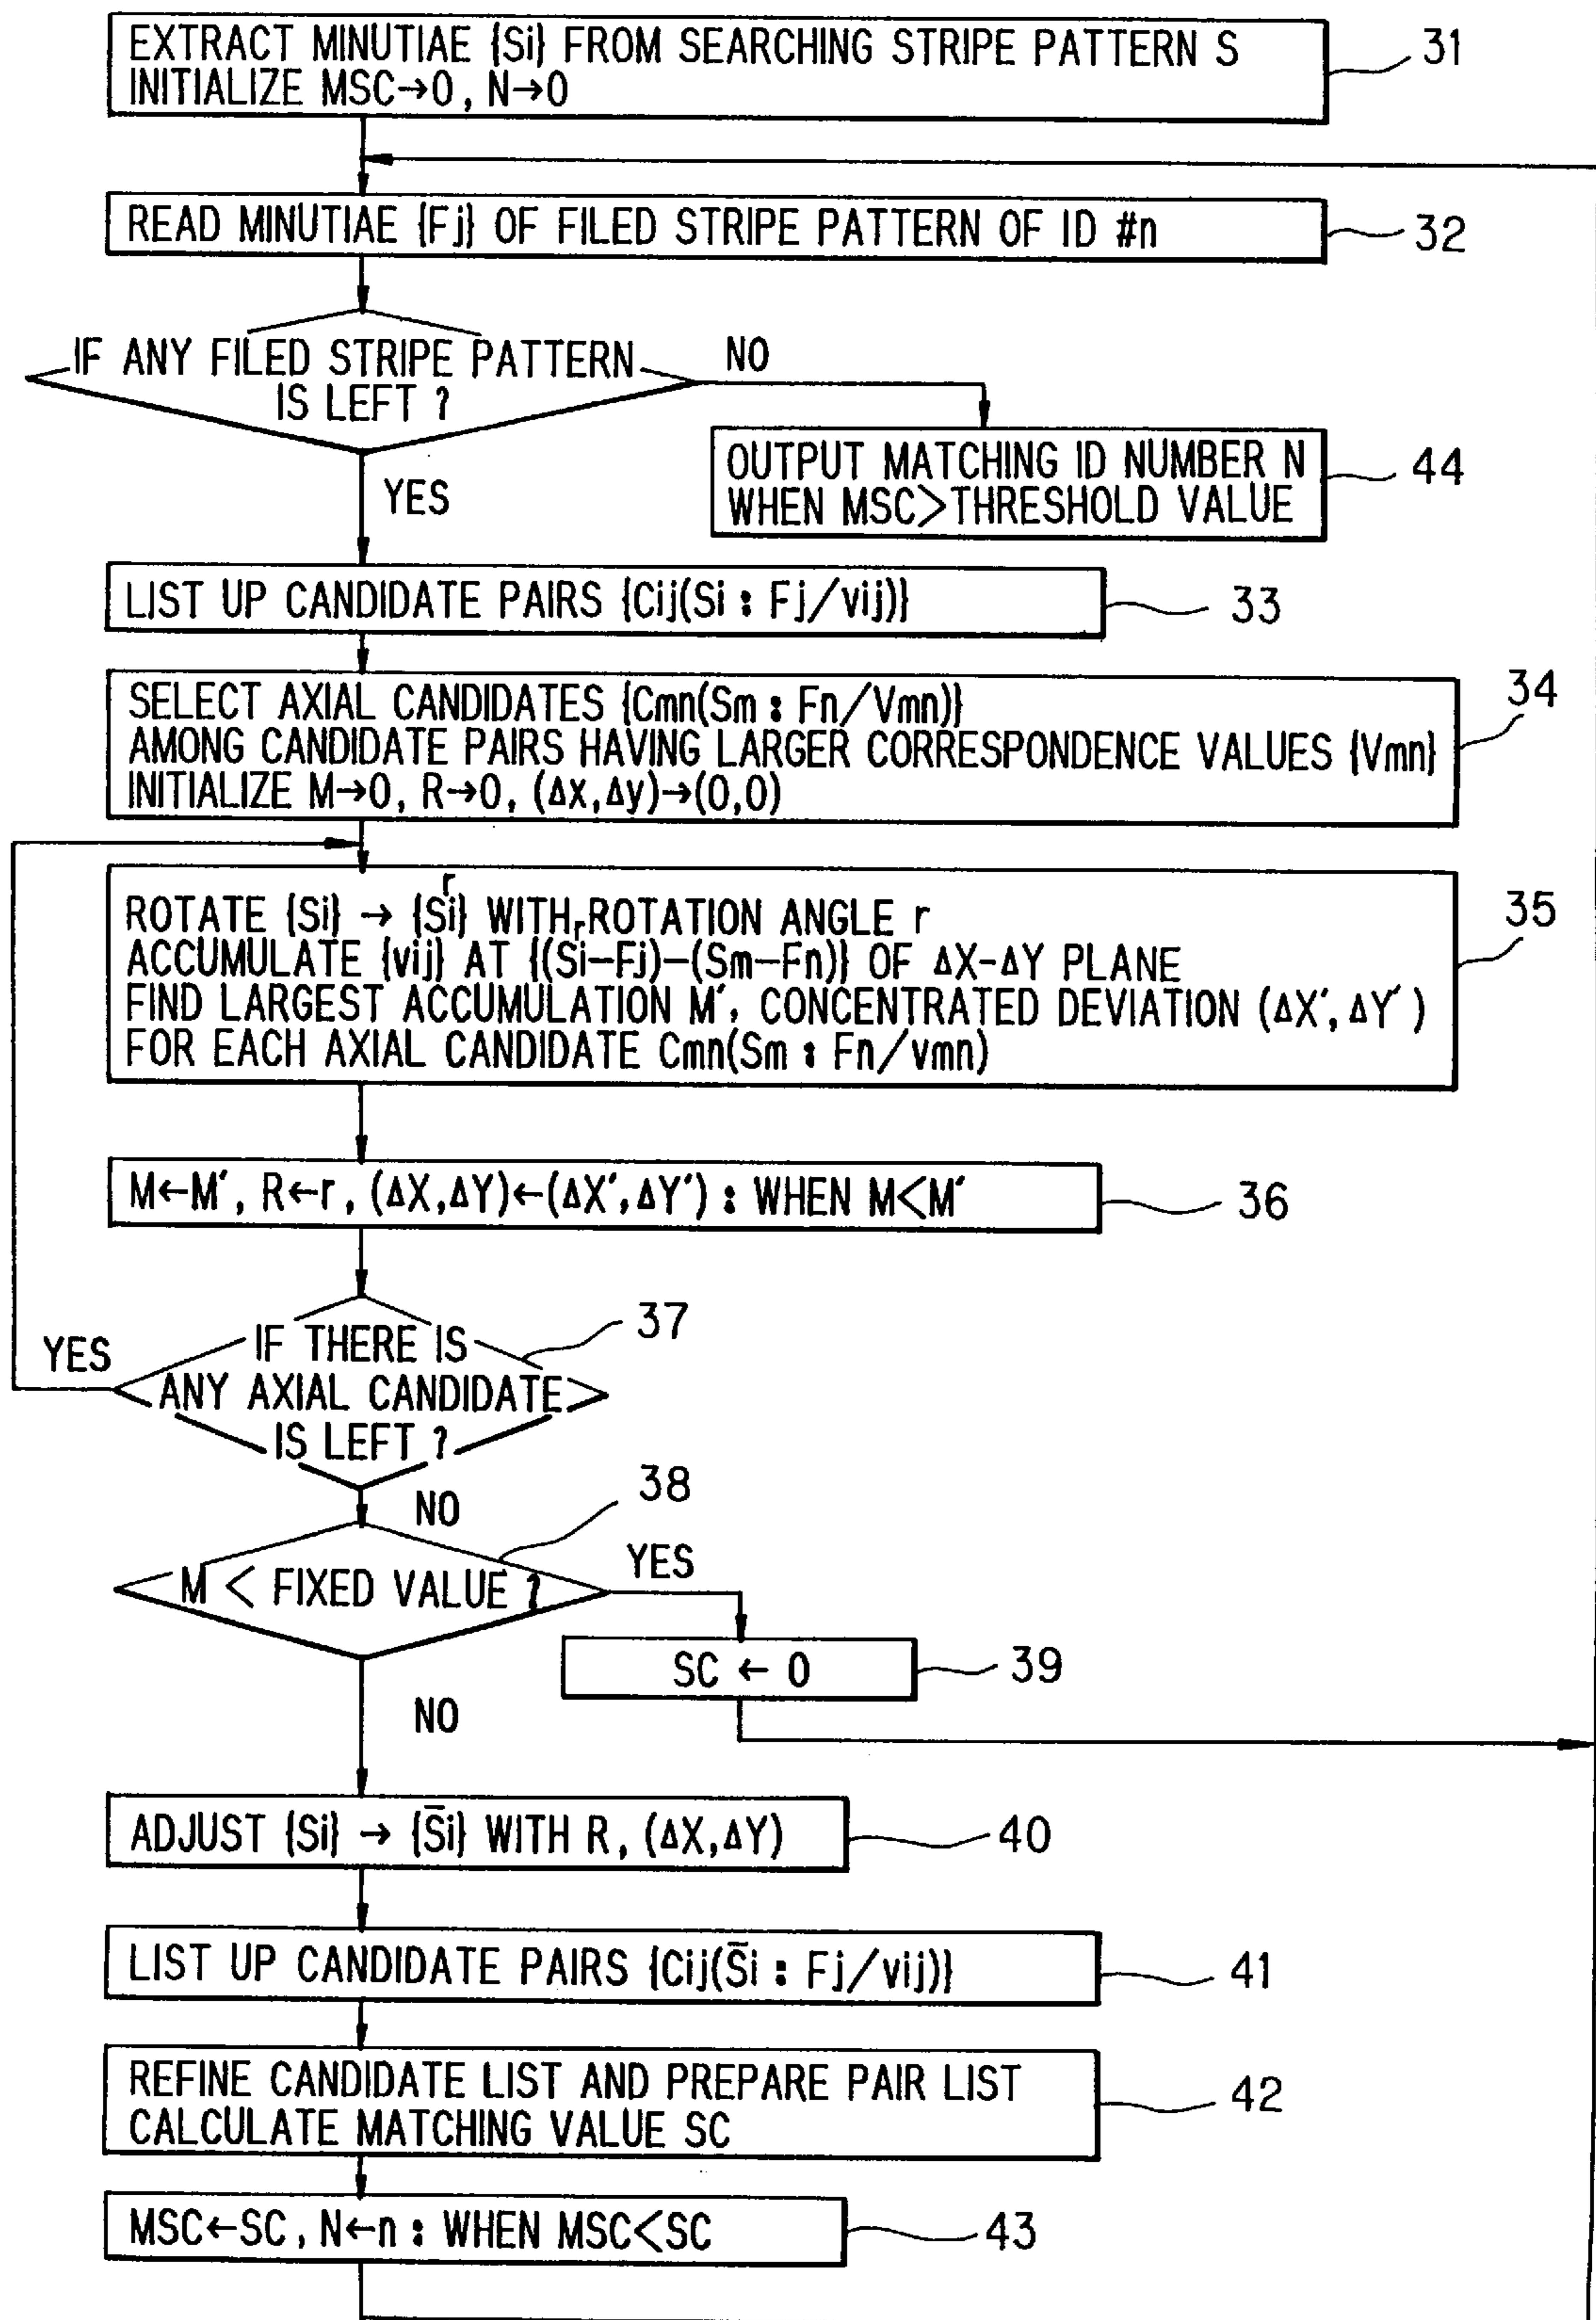 EXTRACT MINUTIAE {Si} FROM SEARCHING STRIPE PATTERN S
INITIALIZE MSC→0, N→0
31
READ MINUTIAE {Fj} OF FILED STRIPE PATTERN OF ID #n
32
IF ANY FILED STRIPE PATTERN
IS LEFT ?
NO
YES
OUTPUT MATCHING ID NUMBER N
WHEN MSC>THRESHOLD VALUE
44
LIST UP CANDIDATE PAIRS {Cij(Si : Fj/vij)}
33
SELECT AXIAL CANDIDATES {Cmn(Sm : Fn/Vmn)}
AMONG CANDIDATE PAIRS HAVING LARGER CORRESPONDENCE VALUES {Vmn}
INITIALIZE M→0, R→0, (Δx,Δy)→(0,0)
34
ROTATE {Si} → {Sʳi} WITH ROTATION ANGLE r
ACCUMULATE {vij} AT {(Sʳi-Fj)-(Sm-Fn)} OF ΔX-ΔY PLANE
FIND LARGEST ACCUMULATION M′, CONCENTRATED DEVIATION (ΔX′,ΔY′)
FOR EACH AXIAL CANDIDATE Cmn(Sm : Fn/vmn)
35
M←M′, R←r, (ΔX,ΔY)←(ΔX′,ΔY′) : WHEN M<M′
36
IF THERE IS
ANY AXIAL CANDIDATE
IS LEFT ?
37
YES
NO
M < FIXED VALUE ?
38
YES
NO
SC ← 0
39
ADJUST {Si} → {S̄i} WITH R, (ΔX,ΔY)
40
LIST UP CANDIDATE PAIRS {Cij(S̄i : Fj/vij)}
41
REFINE CANDIDATE LIST AND PREPARE PAIR LIST
CALCULATE MATCHING VALUE SC
42
MSC←SC, N←n : WHEN MSC<SC
43